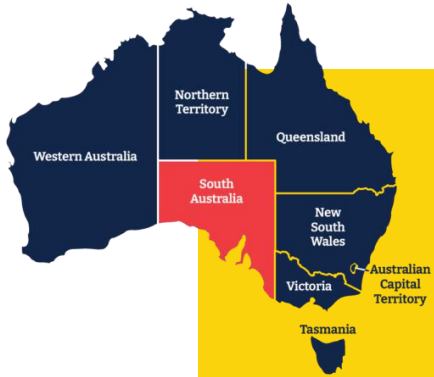 Northern
Territory
Queensland
Western Australia
South
Australia
New
South
Wales
Australian
Capital
Territory
Victoria
Tasmania